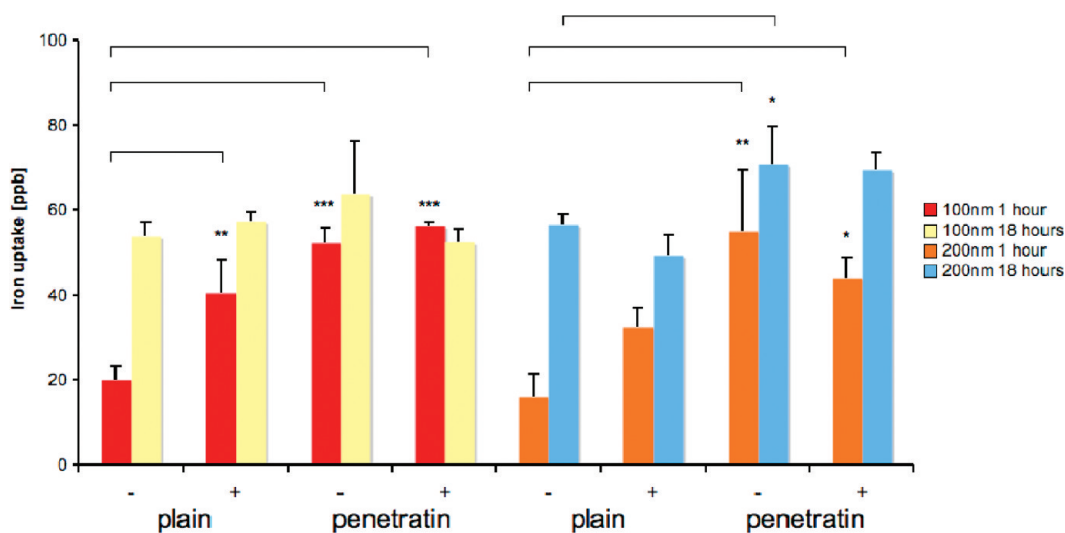 100
80
60
40
20
0
Iron uptake [ppb]
**
***
***
**
*
*
- + - + - + - +
plain penetratin plain penetratin
100nm 1 hour
100nm 18 hours
200nm 1 hour
200nm 18 hours